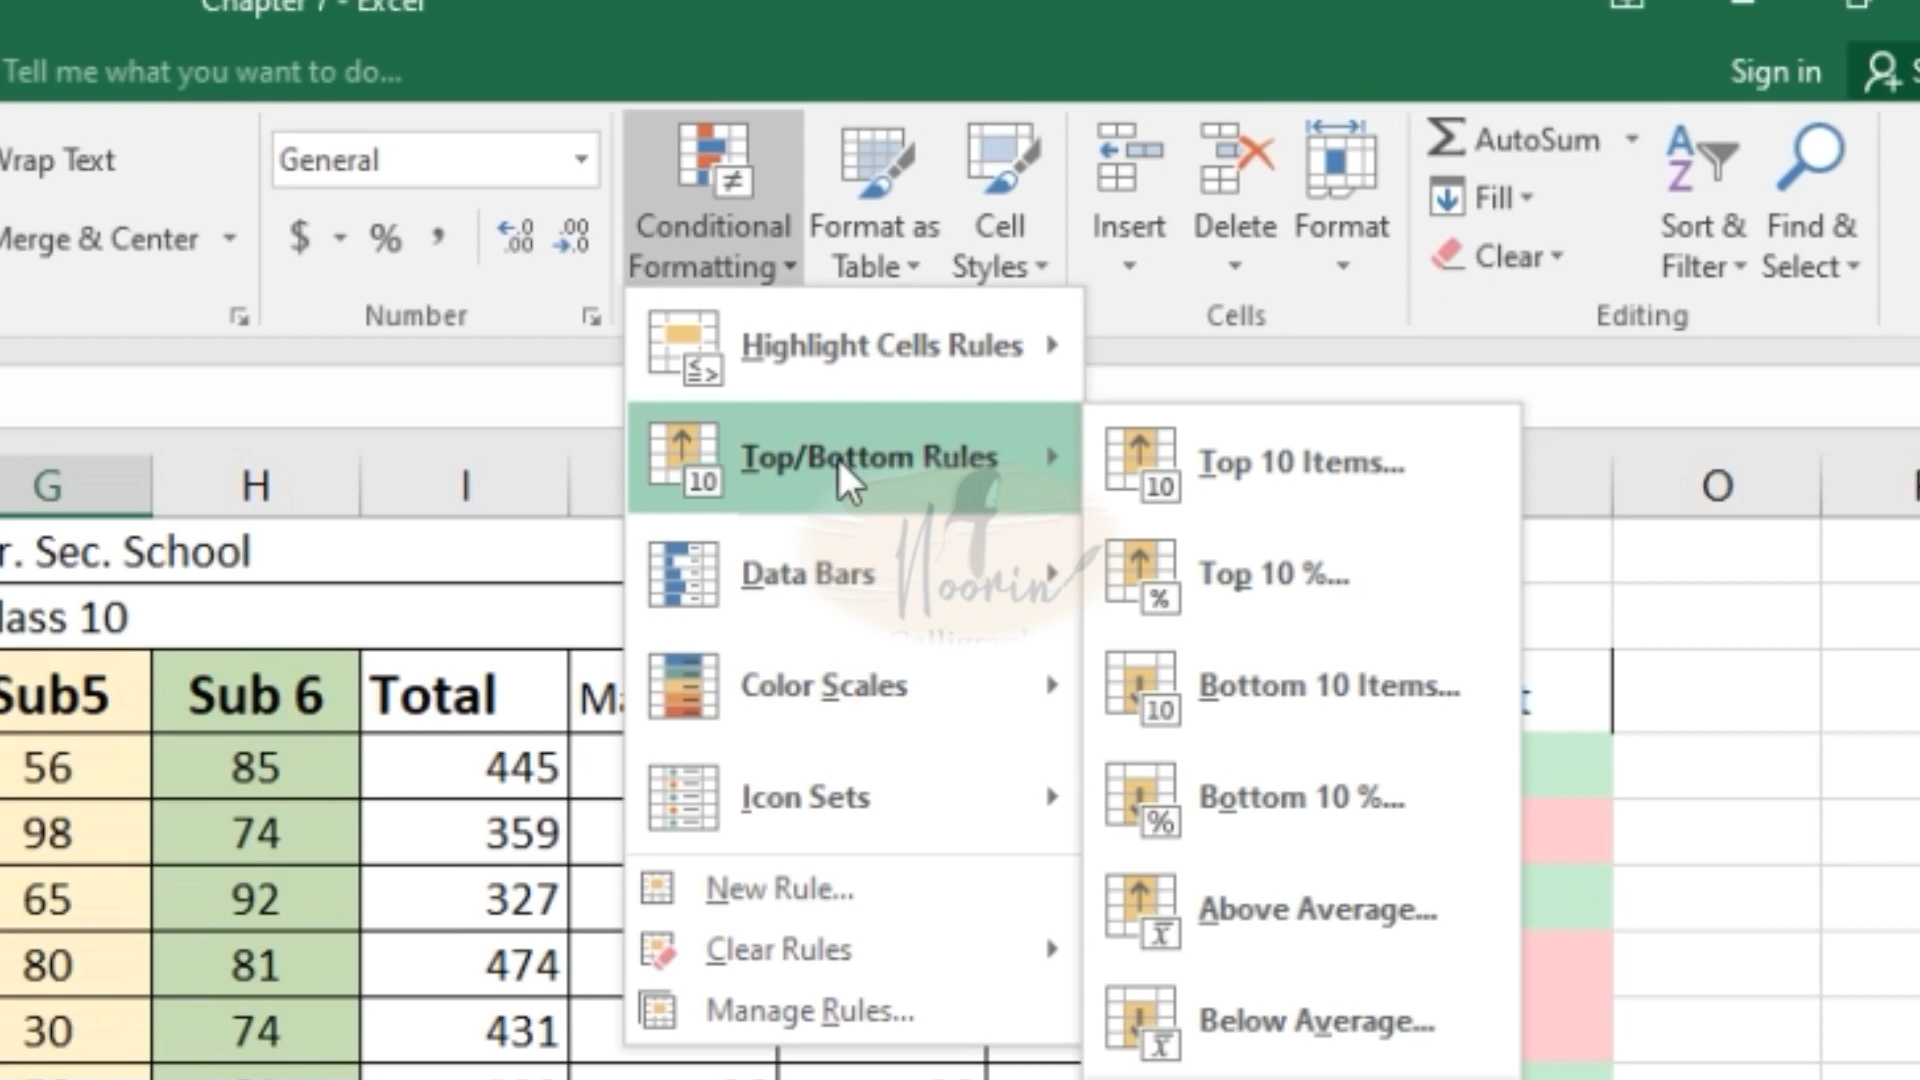 Chapter 7 - Excel
Tell me what you want to do...
Sign in
Wrap Text
General
AutoSum
Fill
Merge & Center
$ % ,
Conditional Formatting
Format as Table
Cell Styles
Insert
Delete
Format
Clear
Sort & Filter
Find & Select
Number
Cells
Editing
Highlight Cells Rules
Top/Bottom Rules
Data Bars
Color Scales
Icon Sets
New Rule...
Clear Rules
Manage Rules...
Top 10 Items...
Top 10 %...
Bottom 10 Items...
Bottom 10 %...
Above Average...
Below Average...
Noorin
G H I O
r. Sec. School
lass 10
Sub5 Sub 6 Total Ma
56 85 445
98 74 359
65 92 327
80 81 474
30 74 431